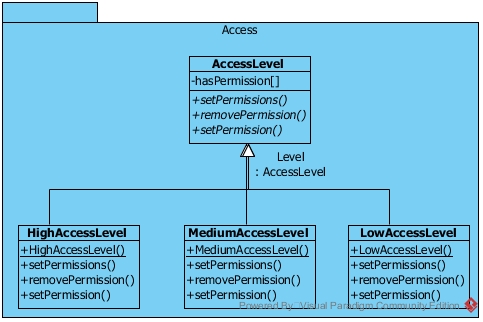 Access
AccessLevel
-hasPermission[]
+setPermissions()
+removePermission()
+setPermission()
Level
: AccessLevel
HighAccessLevel
+HighAccessLevel()
+setPermissions()
+removePermission()
+setPermission()
MediumAccessLevel
+MediumAccessLevel()
+setPermissions()
+removePermission()
+setPermission()
LowAccessLevel
+LowAccessLevel()
+setPermissions()
+removePermission()
+setPermission()
Powered By Visual Paradigm Community Edition